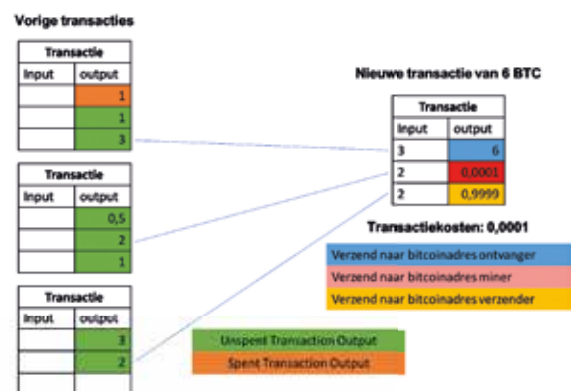 Vorige transacties
Transactie
Input output
1
1
3
Transactie
Input output
0,5
2
1
Transactie
Input output
3
2
Nieuwe transactie van 6 BTC
Transactie
Input output
3 6
2 0,0001
2 0,9999
Transactiekosten: 0,0001
Verzend naar bitcoinadres ontvanger
Verzend naar bitcoinadres miner
Verzend naar bitcoinadres verzender
Unspent Transaction Output
Spent Transaction Output